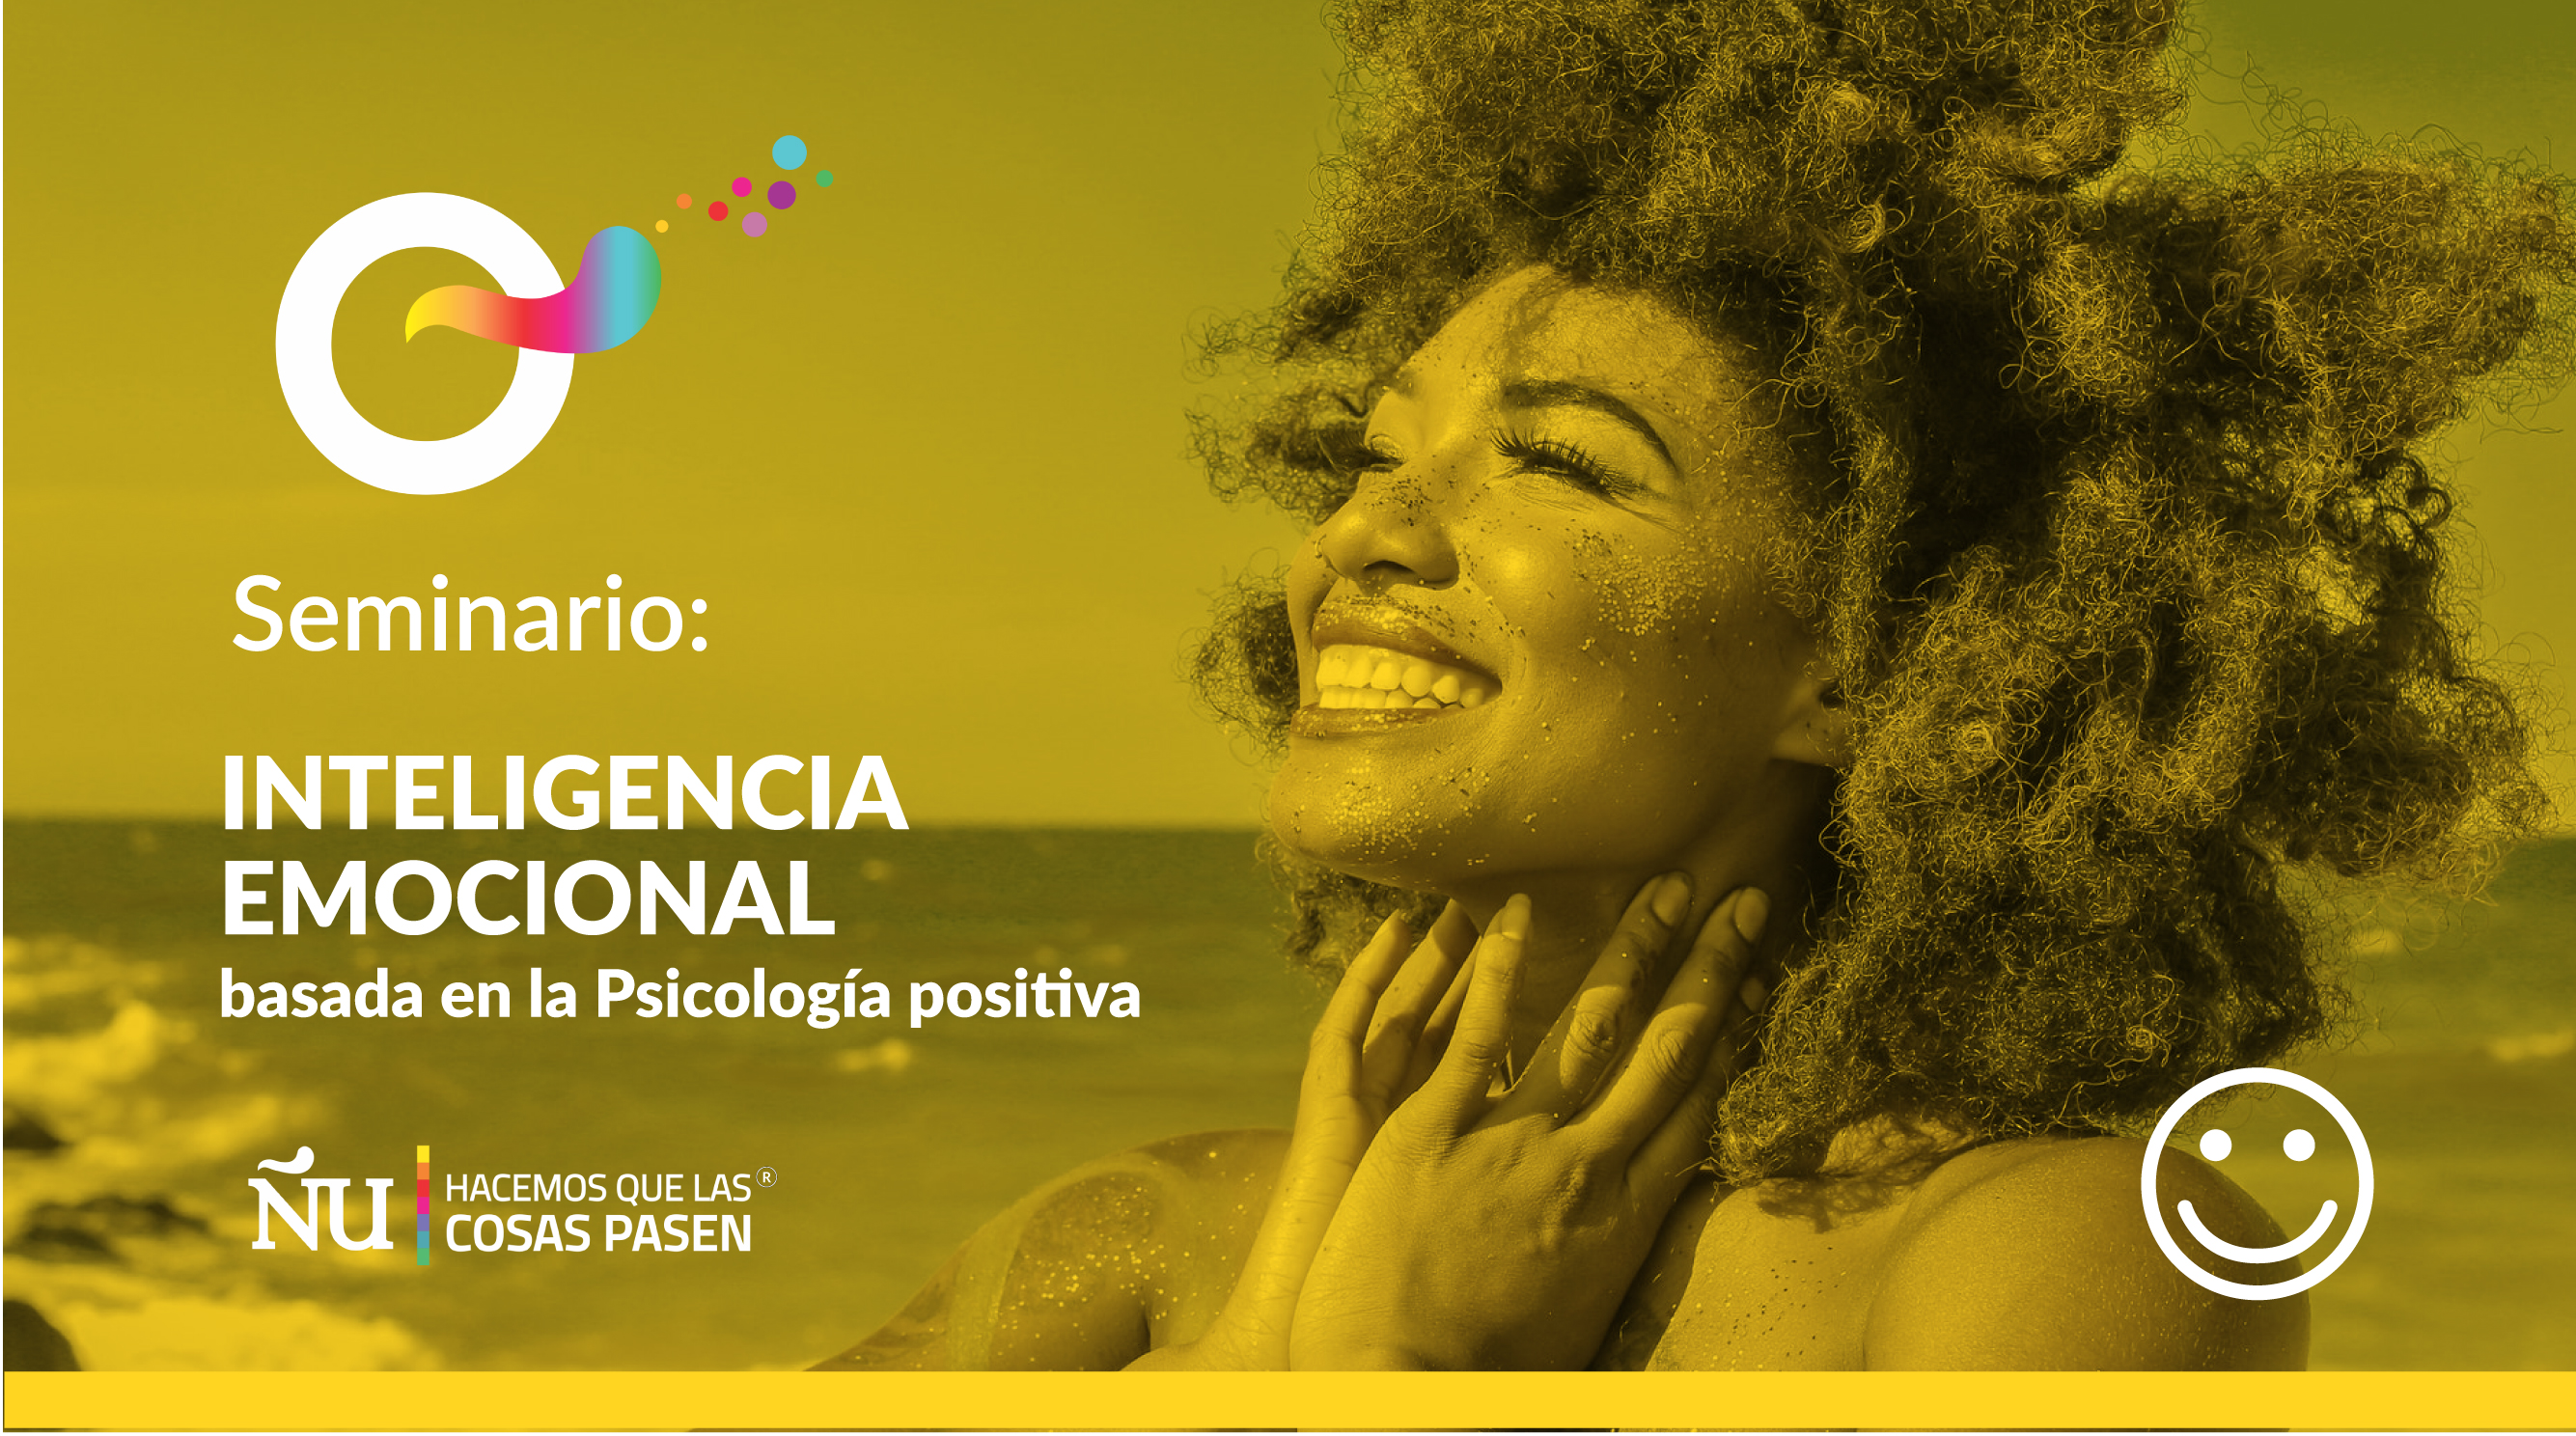 Seminario:
INTELIGENCIA
EMOCIONAL
basada en la Psicología positiva
ÑU
HACEMOS QUE LAS ®
COSAS PASEN